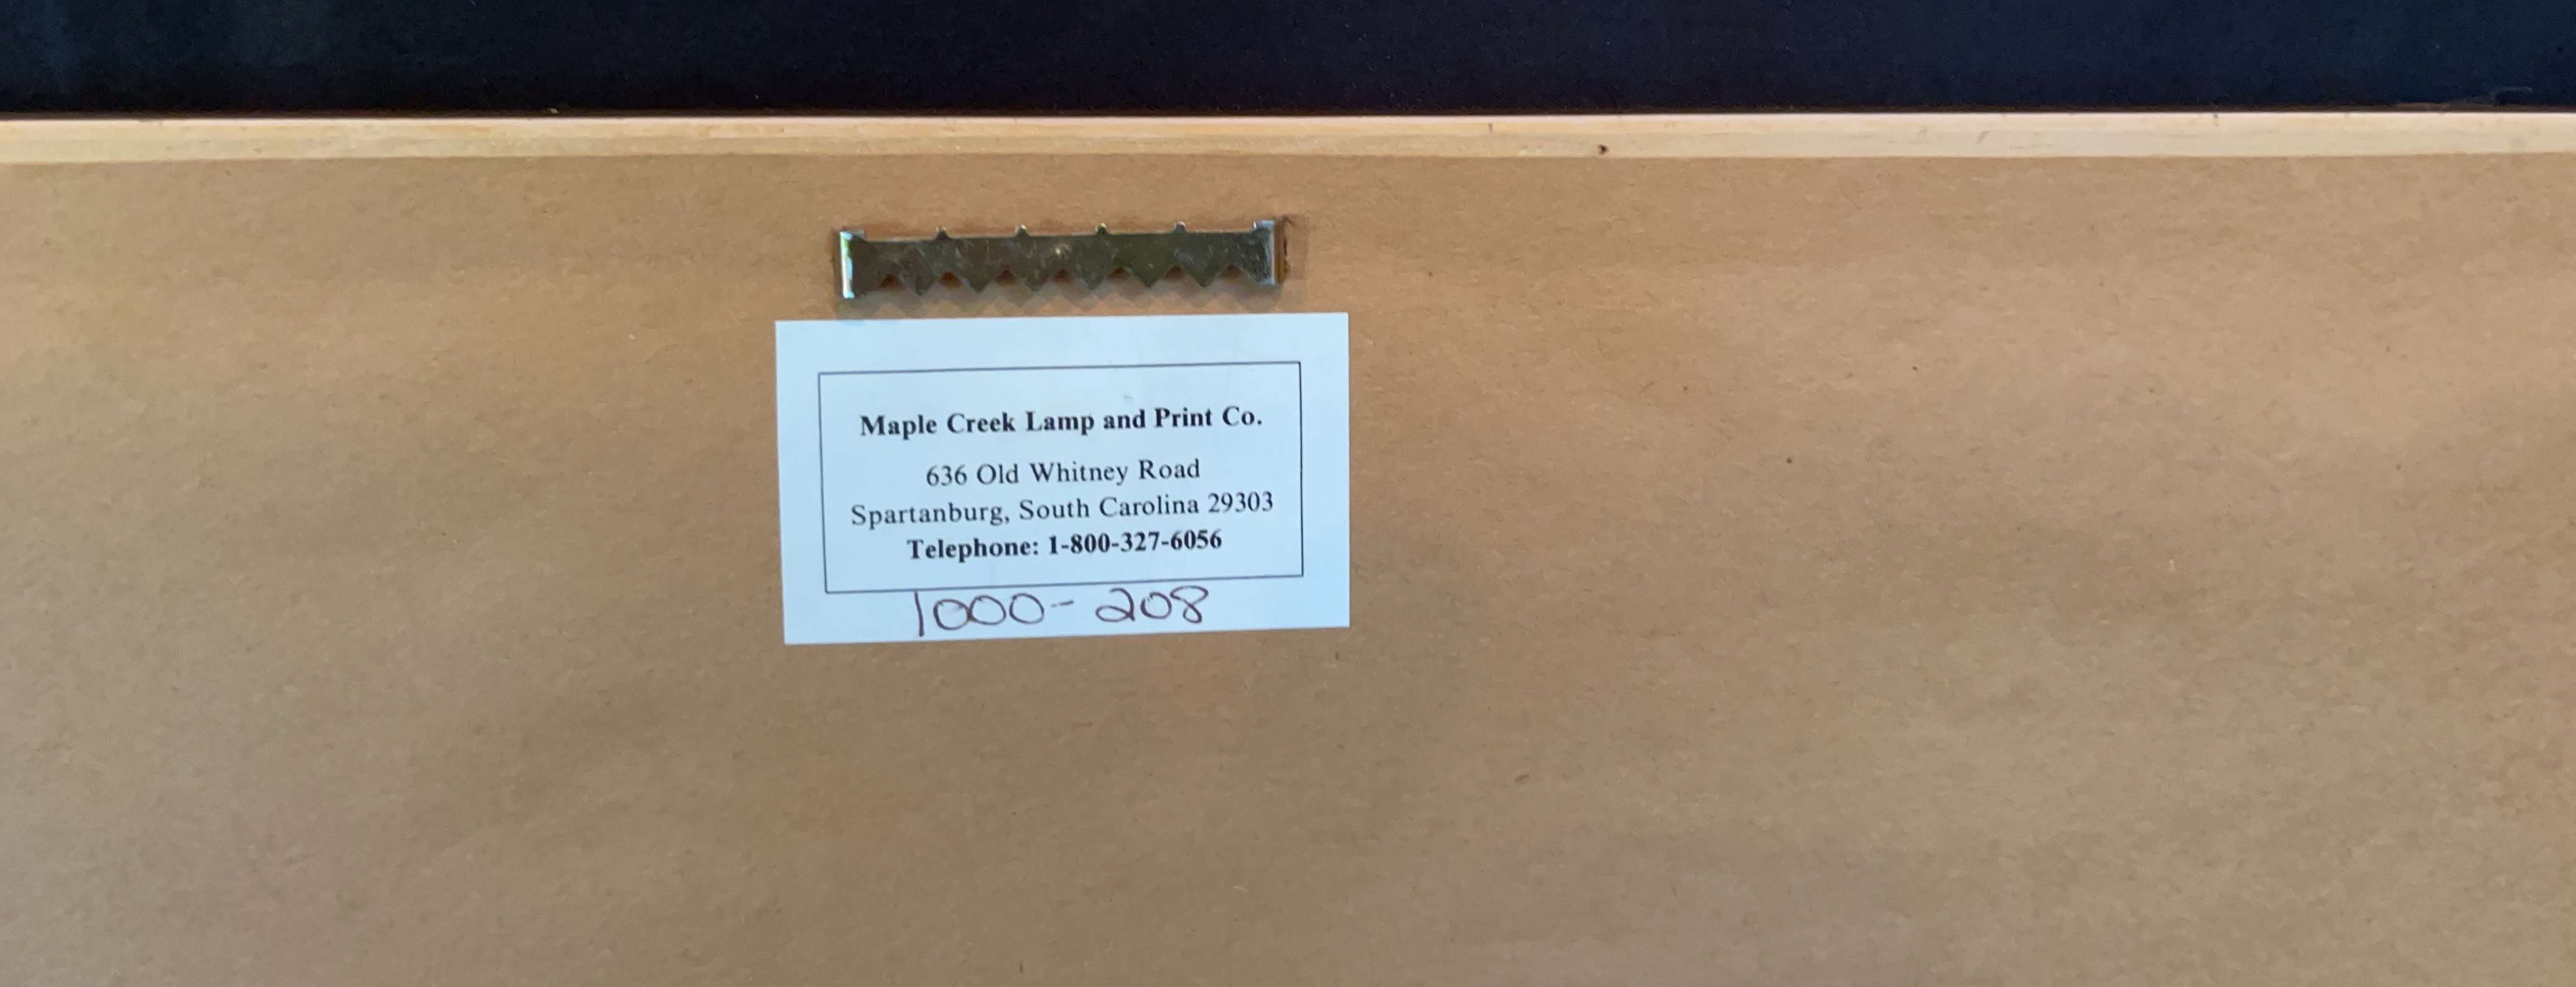 Maple Creek Lamp and Print Co.
636 Old Whitney Road
Spartanburg, South Carolina 29303
Telephone: 1-800-327-6056
1000-208